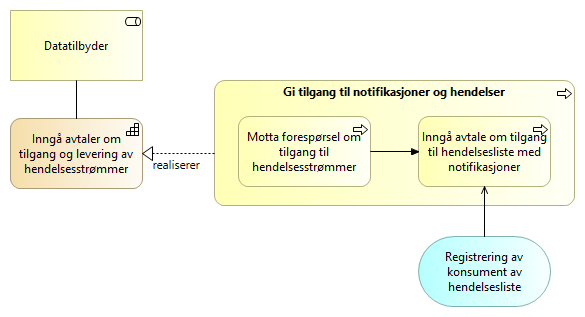 Datatilbyder
Inngå avtaler om
tilgang og levering av
hendelsesstrømmer
realiserer
Gi tilgang til notifikasjoner og hendelser
Motta forespørsel om
tilgang til
hendelsesstrømmer
Inngå avtale om tilgang
til hendelsesliste med
notifikasjoner
Registrering av
konsument av
hendelsesliste